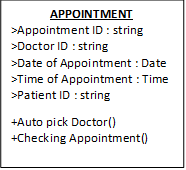 APPOINTMENT
>Appointment ID : string
>Doctor ID : string
>Date of Appointment : Date
>Time of Appointment : Time
>Patient ID : string
+Auto pick Doctor()
+Checking Appointment()